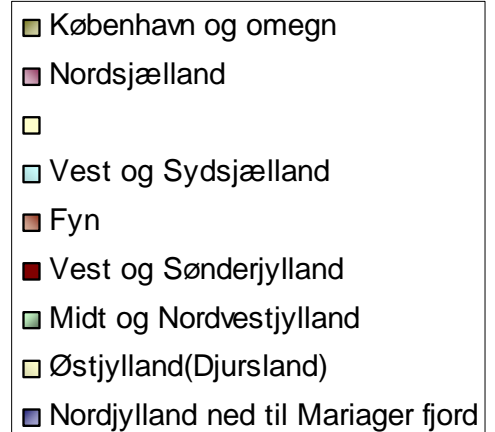 København og omegn
Nordsjælland
Vest og Sydsjælland
Fyn
Vest og Sønderjylland
Midt og Nordvestjylland
Østjylland(Djursland)
Nordjylland ned til Mariager fjord